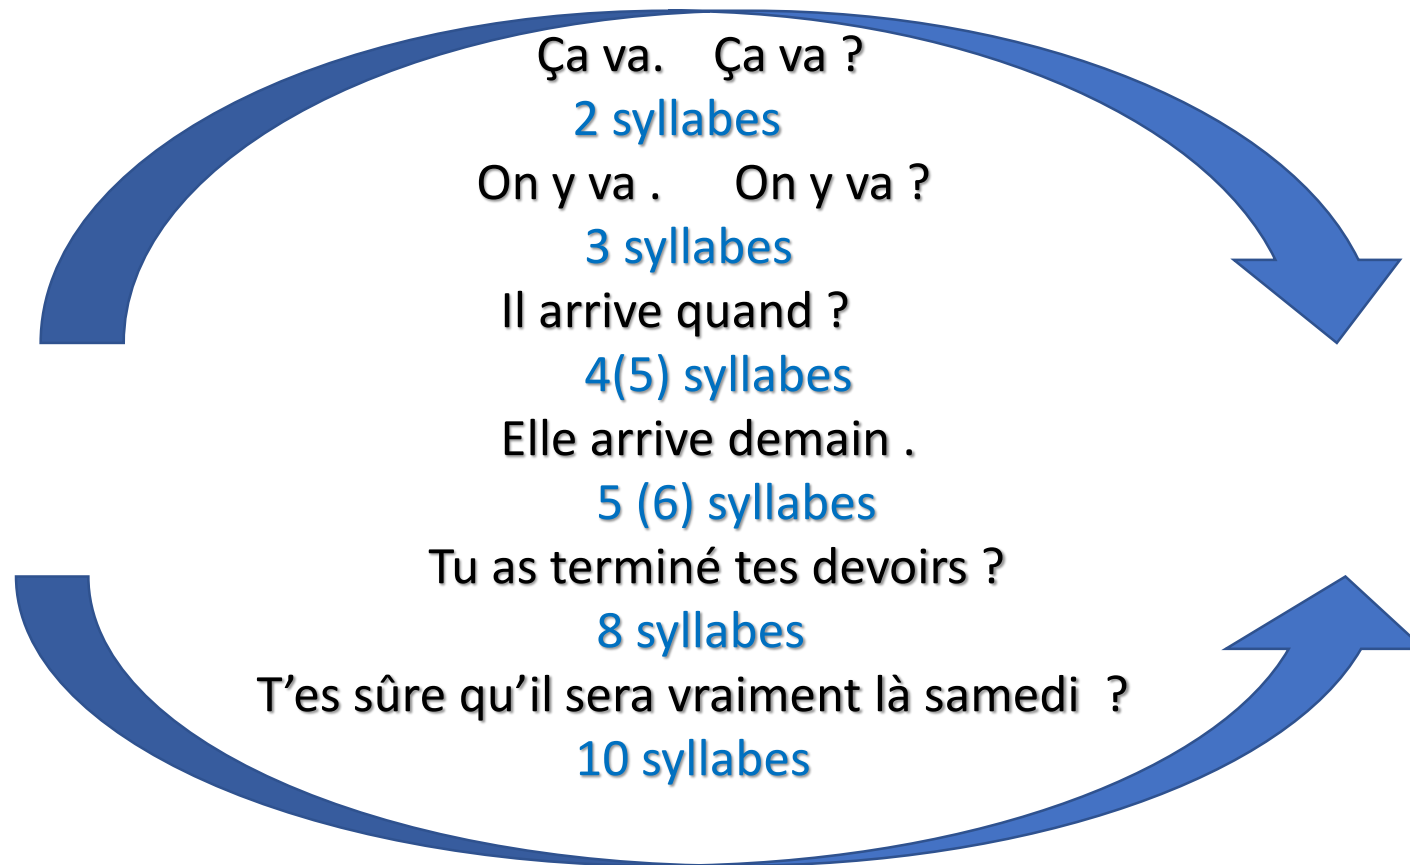 Ça va. Ça va ?
2 syllabes
On y va . On y va ?
3 syllabes
Il arrive quand ?
4(5) syllabes
Elle arrive demain .
5 (6) syllabes
Tu as terminé tes devoirs ?
8 syllabes
T’es sûre qu’il sera vraiment là samedi ?
10 syllabes